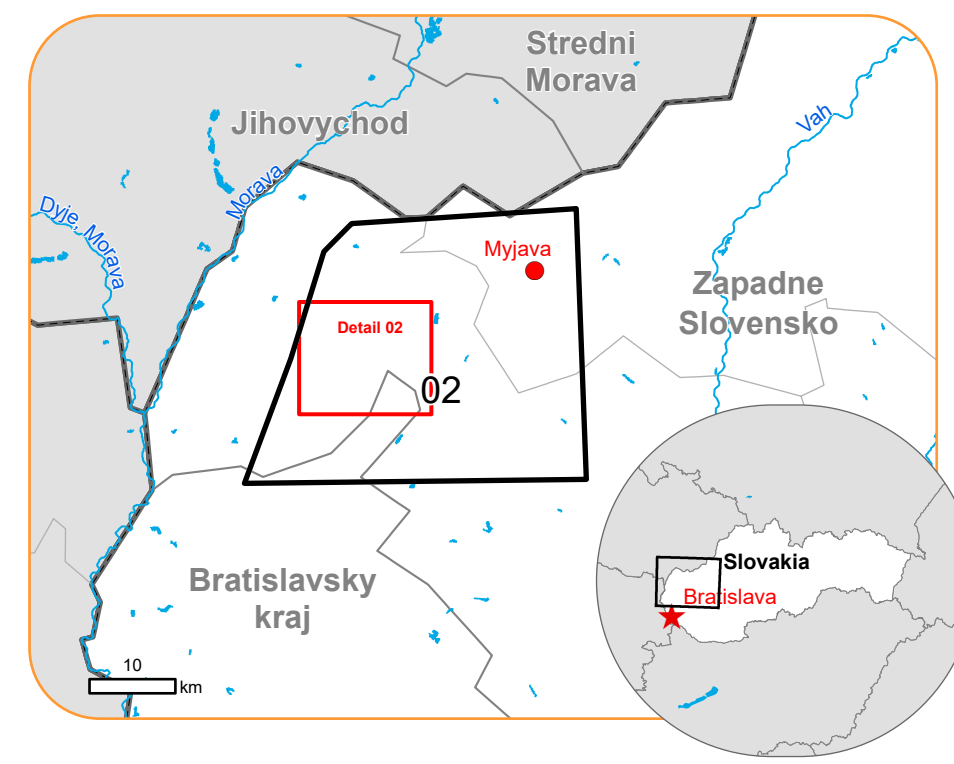 Stredni
Morava
Jihovychod
Vah
Morava
Dyje, Morava
Myjava
Zapadne
Slovensko
Detail 02
02
Slovakia
Bratislava
Bratislavsky
kraj
10
km